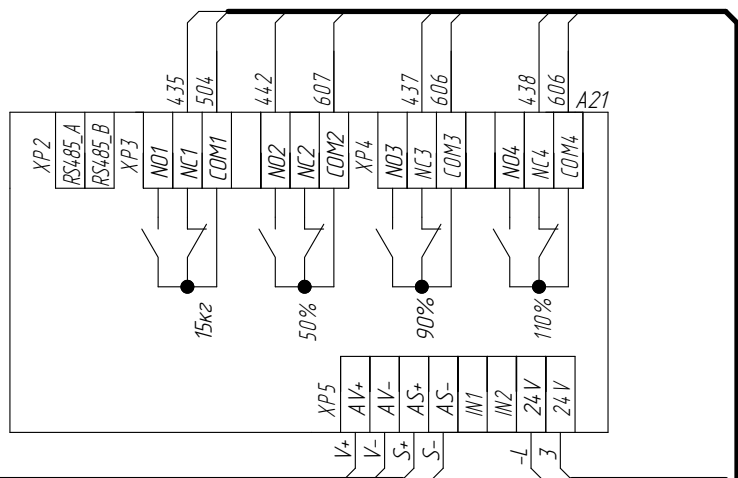 435
504
442
607
437
606
438
606
A21
XP2
RS485_A
RS485_B
XP3
NO1
NC1
COM1
NO2
NC2
COM2
XP4
NO3
NC3
COM3
NO4
NC4
COM4
15кг
50%
90%
110%
XP5
AV+
AV-
AS+
AS-
IN1
IN2
24V
24V
V+
V-
S+
S-
-L
3